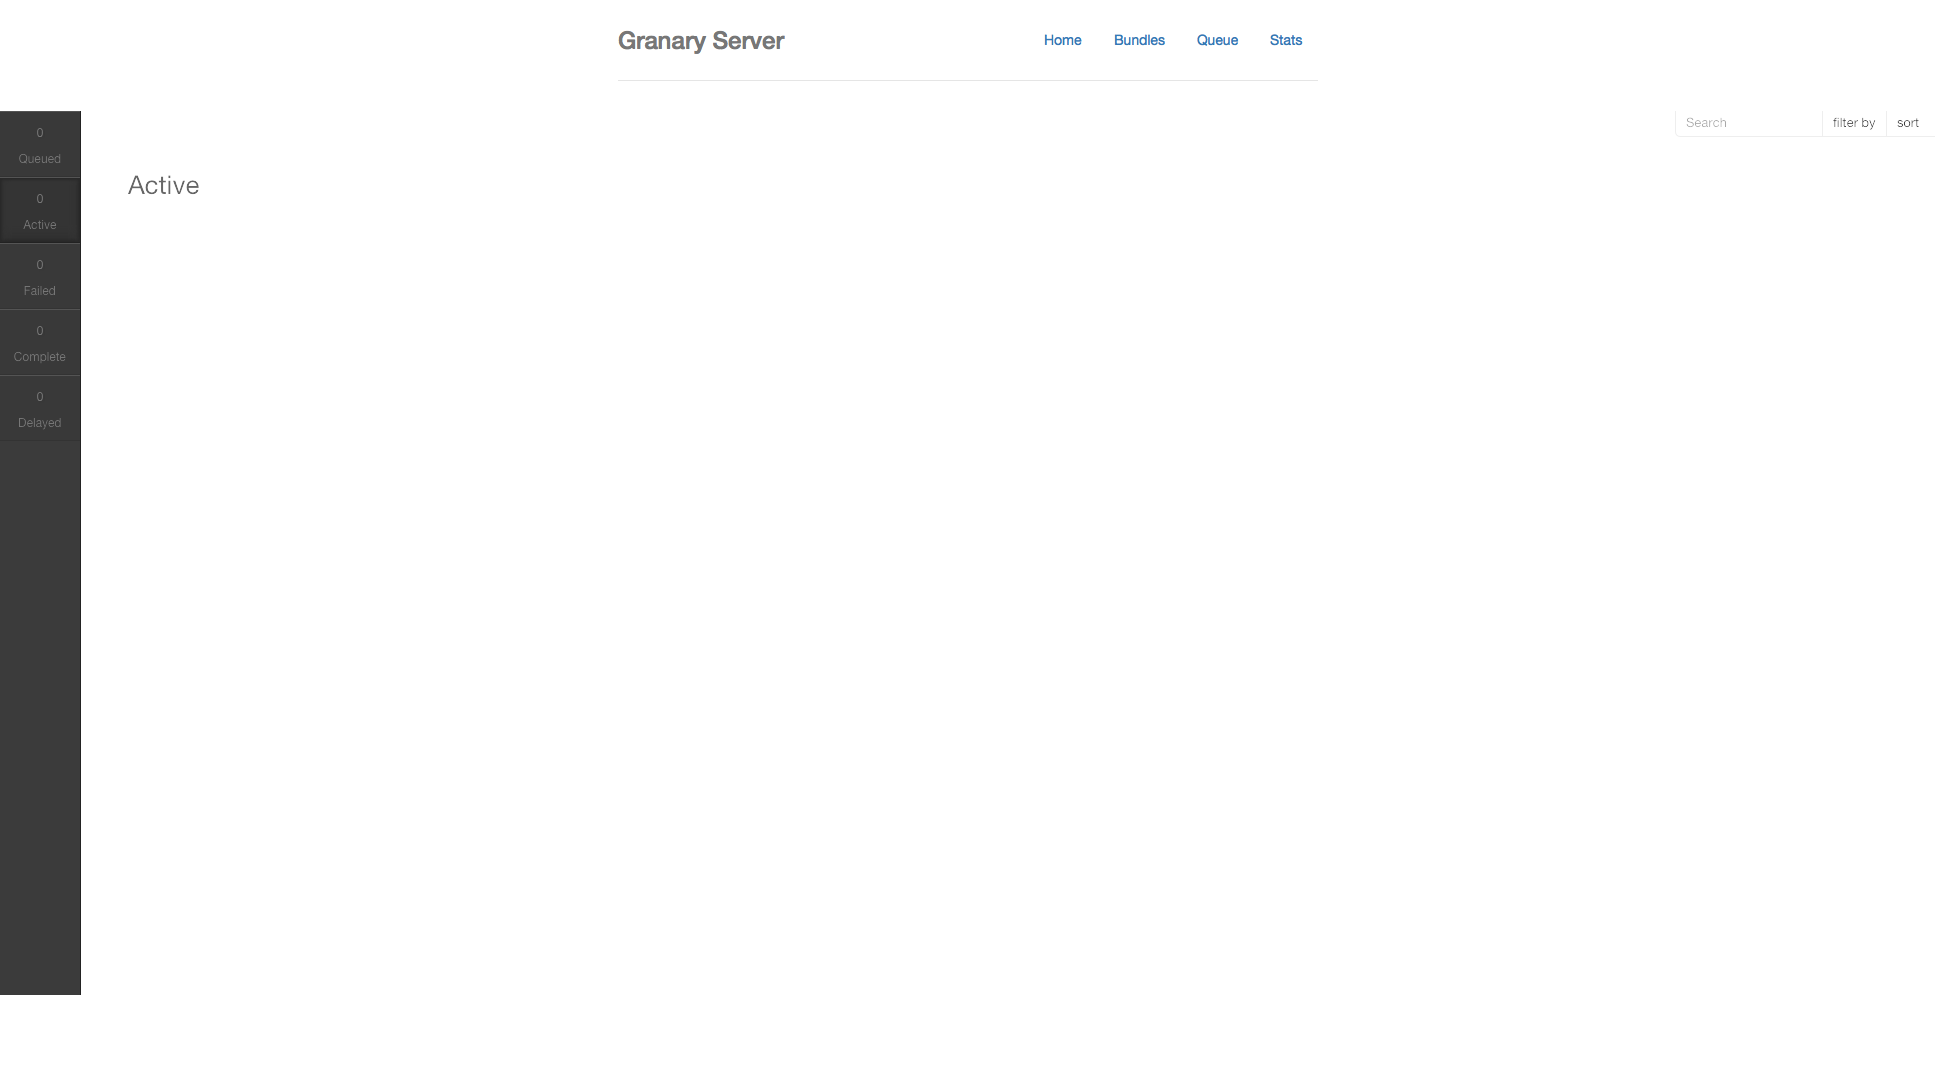 Granary Server
Home Bundles Queue Stats
Search filter by sort
0
Queued
0
Active
0
Failed
0
Complete
0
Delayed
Active